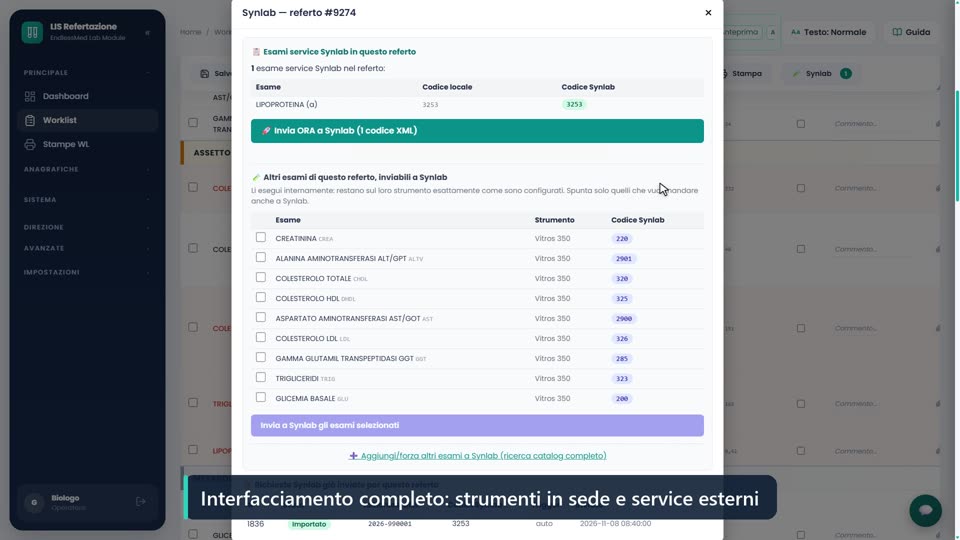 Synlab — referto #9274
×
LIS Refertazione
EndlessMed Lab Module
«
PRINCIPALE
Dashboard
Worklist
Stampe WL
ANAGRAFICHE
SISTEMA
DIREZIONE
AVANZATE
IMPOSTAZIONI
G
Biologo
Operatore
Home /
A
AA Testo: Normale
Guida
Stampa
Synlab 1
ASSETTO
Commento...
Commento...
Commento...
Commento...
Commento...
Commento...
Commento...
Esami service Synlab in questo referto
1 esame service Synlab nel referto:
Esame Codice locale Codice Synlab
LIPOPROTEINA (a) 3253 3253
Invia ORA a Synlab (1 codice XML)
Altri esami di questo referto, inviabili a Synlab
Li esegui internamente: restano sul loro strumento esattamente come sono configurati. Spunta solo quelli che vuoi mandare
anche a Synlab.
Esame Strumento Codice Synlab
CREATININA CREA Vitros 350 220
ALANINA AMINOTRANSFERASI ALT/GPT ALTV Vitros 350 2901
COLESTEROLO TOTALE CHOL Vitros 350 320
COLESTEROLO HDL DHDL Vitros 350 325
ASPARTATO AMINOTRANSFERASI AST/GOT AST Vitros 350 2900
COLESTEROLO LDL LDL Vitros 350 326
GAMMA GLUTAMIL TRANSPEPTIDASI GGT GGT Vitros 350 285
TRIGLICERIDI TRIG Vitros 350 323
GLICEMIA BASALE GLU Vitros 350 200
Invia a Synlab gli esami selezionati
+ Aggiungi/forza altri esami a Synlab (ricerca catalog completo)
Interfacciamento completo: strumenti in sede e service esterni
1836 Importato 2026-990001 3253 auto 2026-11-08 08:40:00